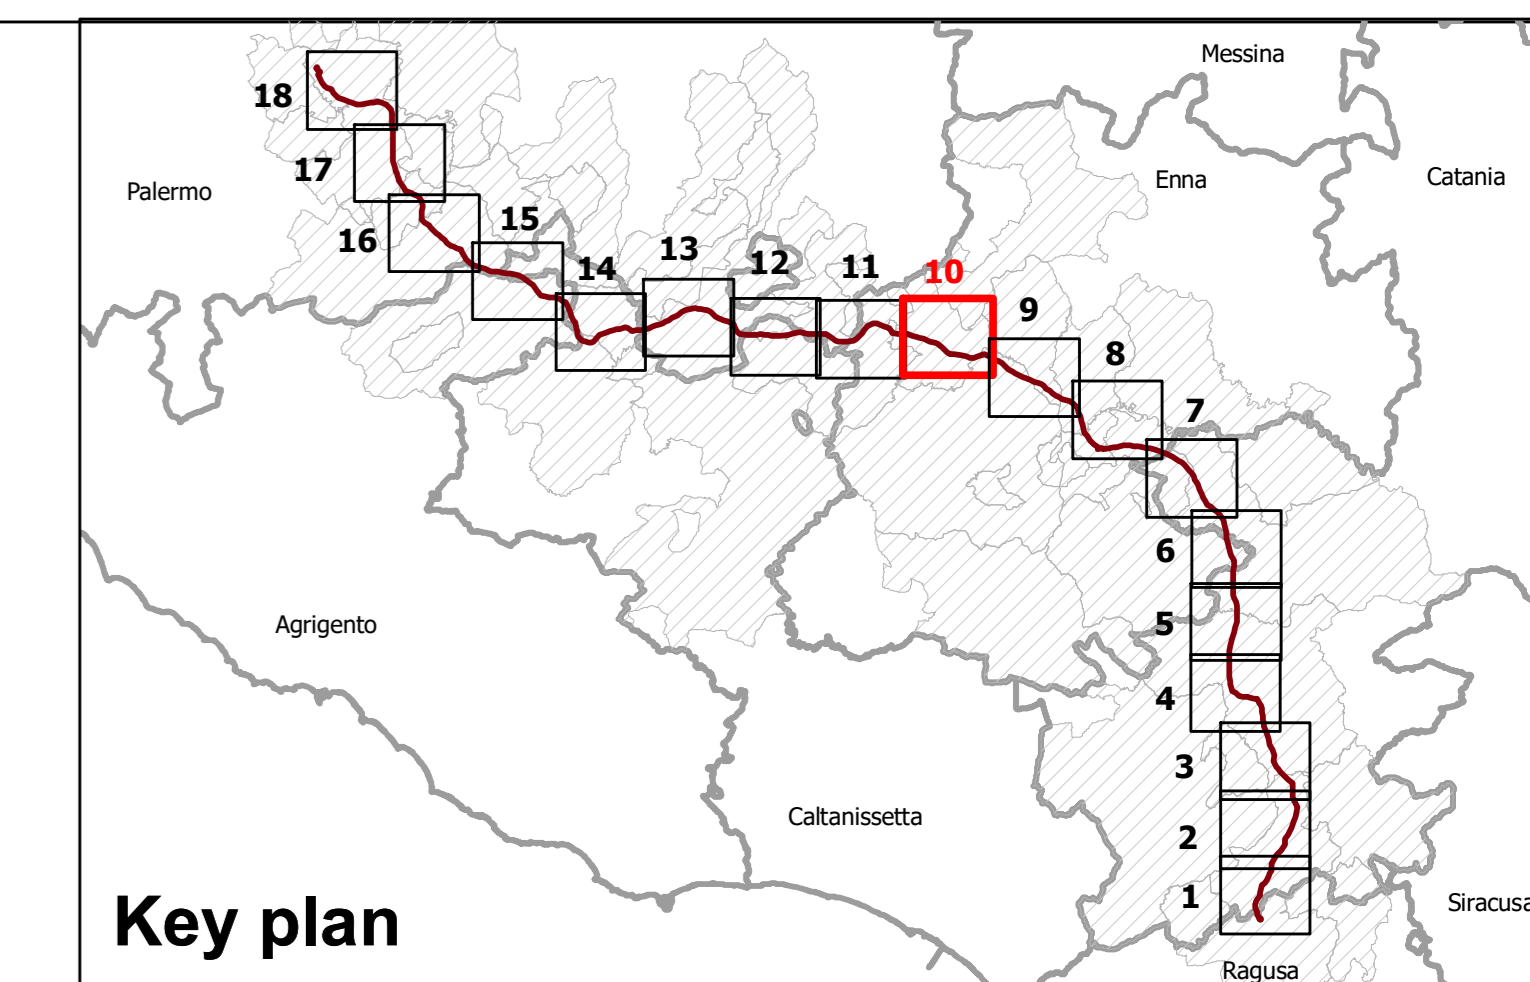 Messina
18
17
Palermo
Enna
Catania
15
16
13
12
11
14
10
9
8
7
6
5
Agrigento
4
3
Caltanissetta
2
1
Siracusa
Key plan
Ragusa